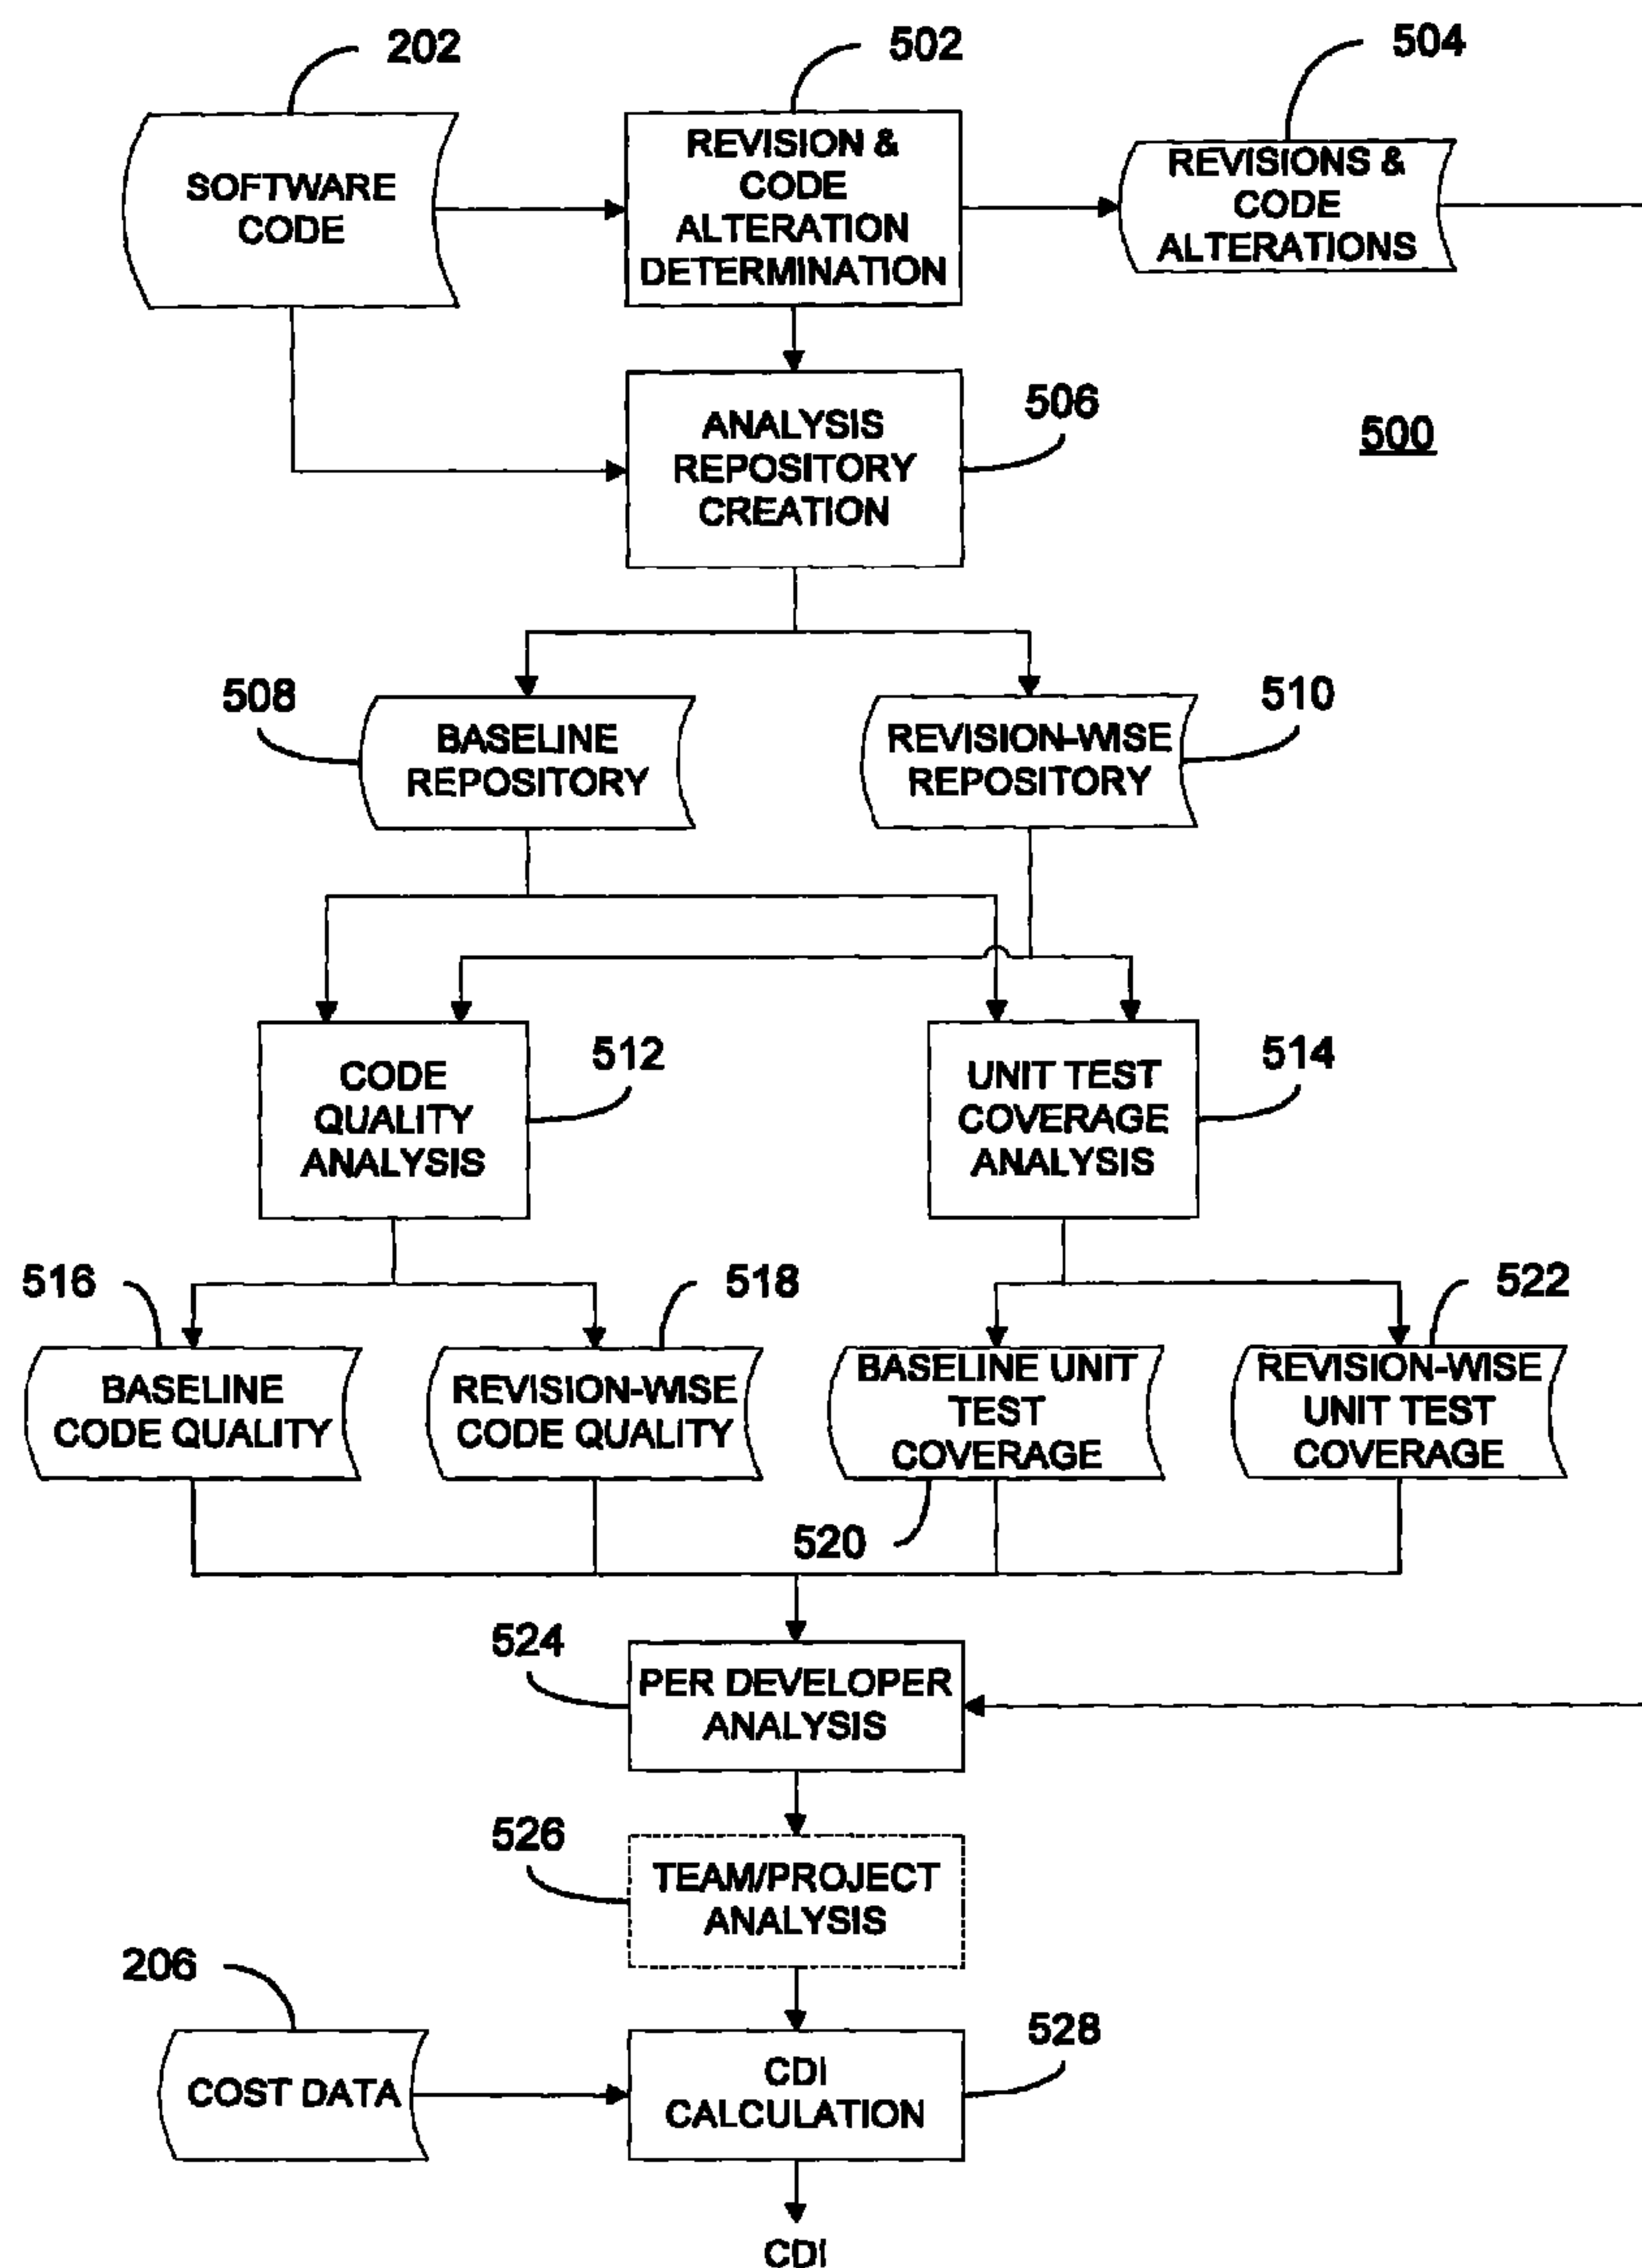 202
502
504
SOFTWARE
CODE
REVISION &
CODE
ALTERATION
DETERMINATION
REVISIONS &
CODE
ALTERATIONS
ANALYSIS
REPOSITORY
CREATION
506
500
508
BASELINE
REPOSITORY
REVISION-WISE
REPOSITORY
510
CODE
QUALITY
ANALYSIS
512
UNIT TEST
COVERAGE
ANALYSIS
514
516
518
522
BASELINE
CODE QUALITY
REVISION-WISE
CODE QUALITY
BASELINE UNIT
TEST
COVERAGE
REVISION-WISE
UNIT TEST
COVERAGE
520
524
PER DEVELOPER
ANALYSIS
526
TEAM/PROJECT
ANALYSIS
206
COST DATA
CDI
CALCULATION
528
CDI